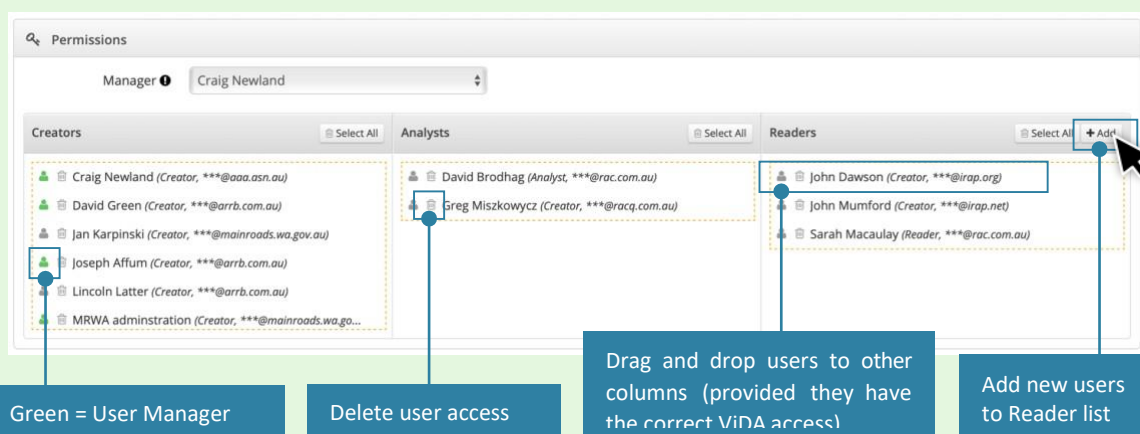 Permissions
Manager Craig Newland
Creators Select All
Analysts Select All
Readers Select All + Add
Craig Newland (Creator, ***@aaa.asn.au)
David Green (Creator, ***@arrb.com.au)
Jan Karpinski (Creator, ***@mainroads.wa.gov.au)
Joseph Affum (Creator, ***@arrb.com.au)
Lincoln Latter (Creator, ***@arrb.com.au)
MRWA adminstration (Creator, ***@mainroads.wa.go...
David Brodhag (Analyst, ***@rac.com.au)
Greg Miszkowycz (Creator, ***@racq.com.au)
John Dawson (Creator, ***@irap.org)
John Mumford (Creator, ***@irap.net)
Sarah Macaulay (Reader, ***@rac.com.au)
Green = User Manager
Delete user access
Drag and drop users to other
columns (provided they have
the correct ViDA access)
Add new users
to Reader list